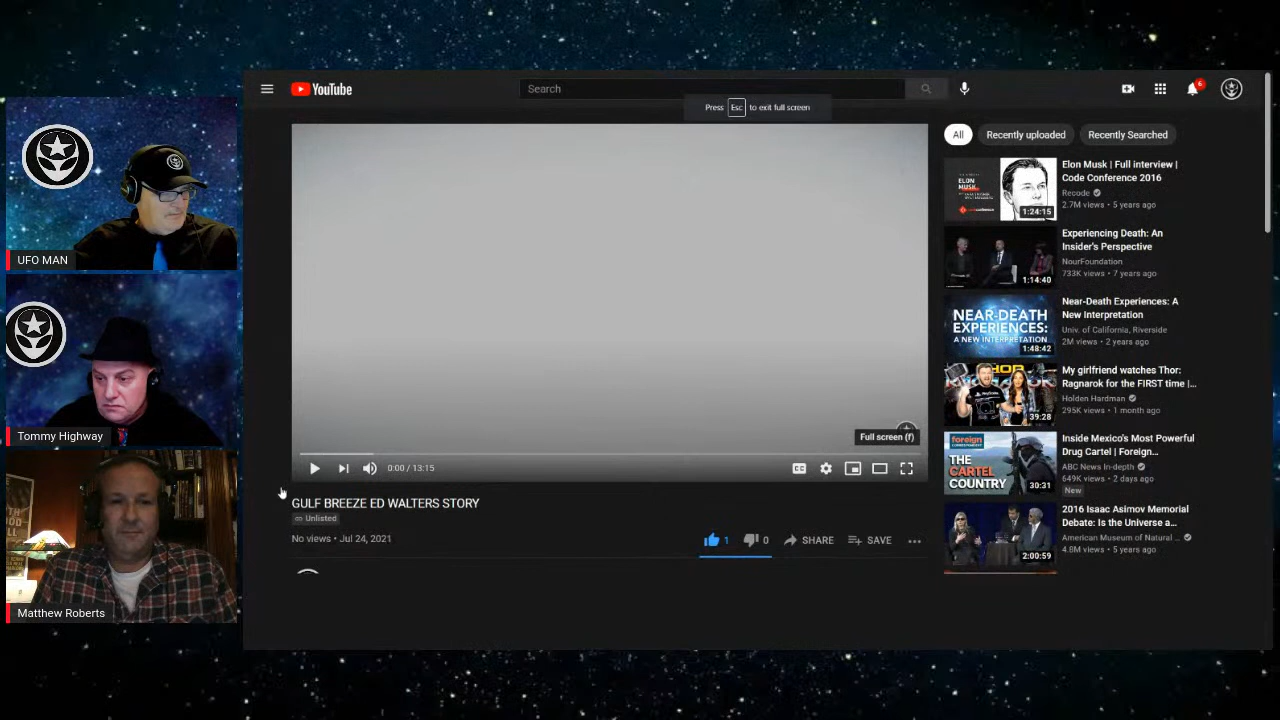 YouTube
Search
6
Press Esc to exit full screen
UFO MAN
Tommy Highway
Matthew Roberts
Full screen (f)
0:00 / 13:15
CC
GULF BREEZE ED WALTERS STORY
Unlisted
No views • Jul 24, 2021
1
0
SHARE
SAVE
All
Recently uploaded
Recently Searched
ELON
MUSK
1:24:15
Elon Musk | Full interview |
Code Conference 2016
Recode
2.7M views • 5 years ago
1:14:40
Experiencing Death: An
Insider's Perspective
NourFoundation
733K views • 7 years ago
NEAR-DEATH
EXPERIENCES:
A NEW INTERPRETATION
1:48:42
Near-Death Experiences: A
New Interpretation
Univ. of California, Riverside
2M views • 2 years ago
THOR
39:28
My girlfriend watches Thor:
Ragnarok for the FIRST time |...
Holden Hardman
295K views • 1 month ago
foreign
THE
CARTEL
COUNTRY
30:31
Inside Mexico's Most Powerful
Drug Cartel | Foreign...
ABC News In-depth
649K views • 2 days ago
New
2:00:59
2016 Isaac Asimov Memorial
Debate: Is the Universe a...
American Museum of Natural ...
4.8M views • 5 years ago